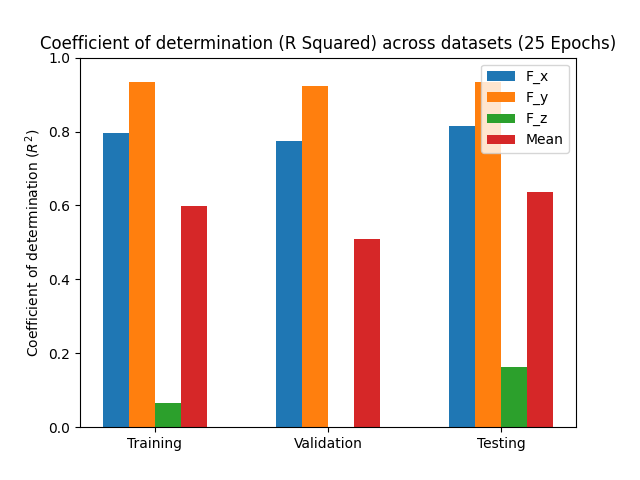 Coefficient of determination (R Squared) across datasets (25 Epochs)
1.0
0.8
0.6
0.4
0.2
0.0
Coefficient of determination (R²)
F_x
F_y
F_z
Mean
Training
Validation
Testing